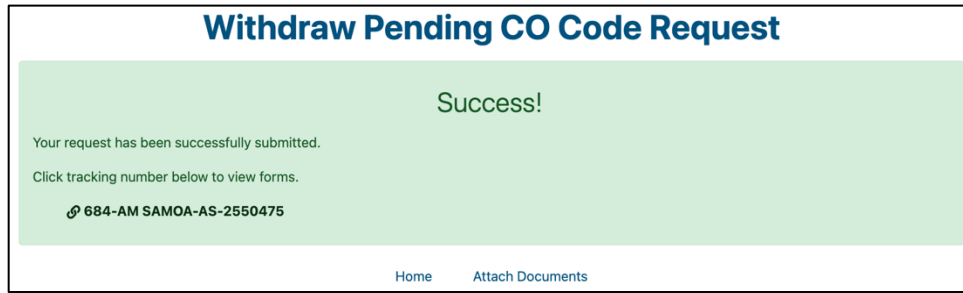 Withdraw Pending CO Code Request
Success!
Your request has been successfully submitted.
Click tracking number below to view forms.
684-AM SAMOA-AS-2550475
Home Attach Documents